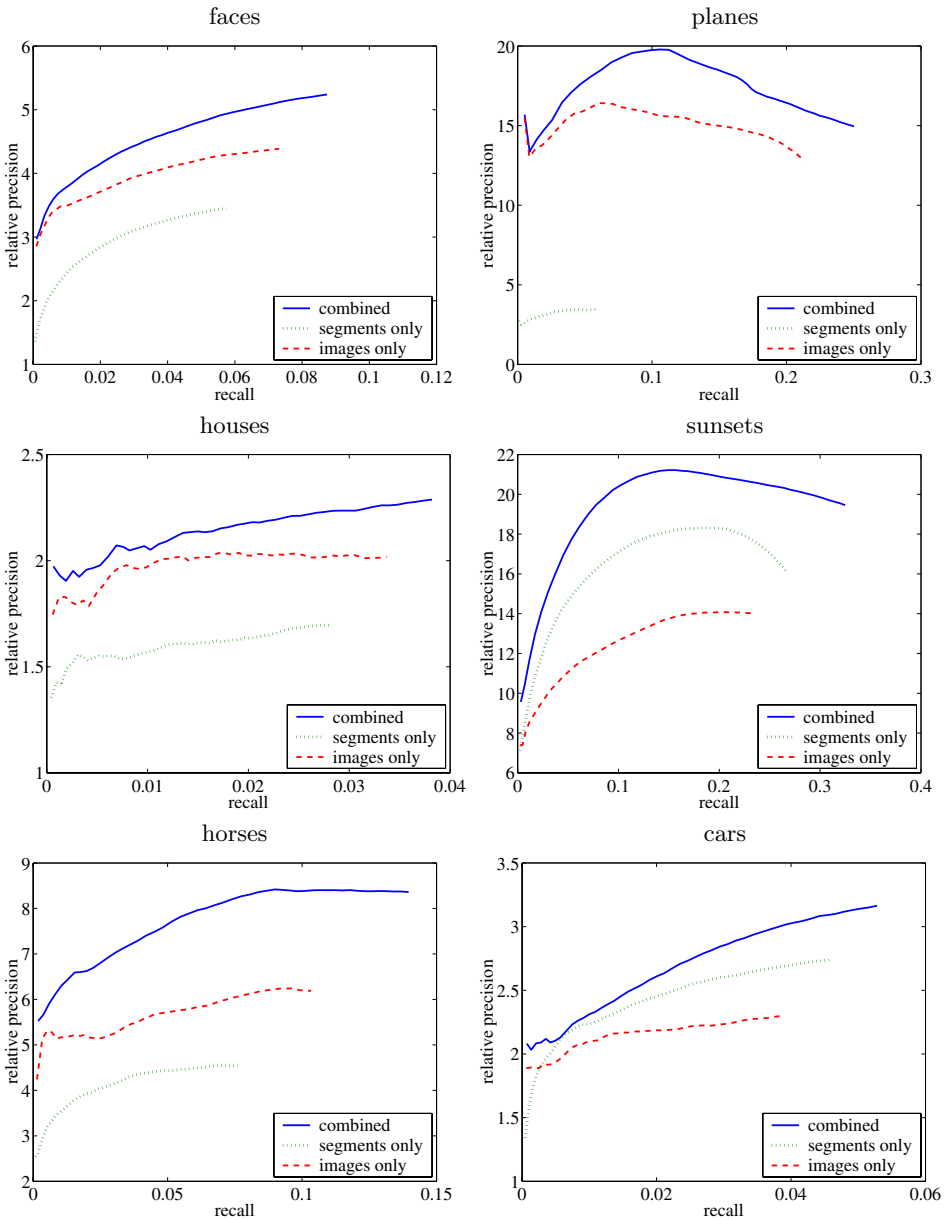 faces
6
5
4
3
2
1
relative precision
0 0.02 0.04 0.06 0.08 0.1 0.12
recall
combined
segments only
images only
planes
20
15
10
5
0
relative precision
0 0.1 0.2 0.3
recall
combined
segments only
images only
houses
2.5
2
1.5
1
relative precision
0 0.01 0.02 0.03 0.04
recall
combined
segments only
images only
sunsets
22
20
18
16
14
12
10
8
6
relative precision
0 0.1 0.2 0.3 0.4
recall
combined
segments only
images only
horses
9
8
7
6
5
4
3
2
relative precision
0 0.05 0.1 0.15
recall
combined
segments only
images only
cars
3.5
3
2.5
2
1.5
1
relative precision
0 0.02 0.04 0.06
recall
combined
segments only
images only